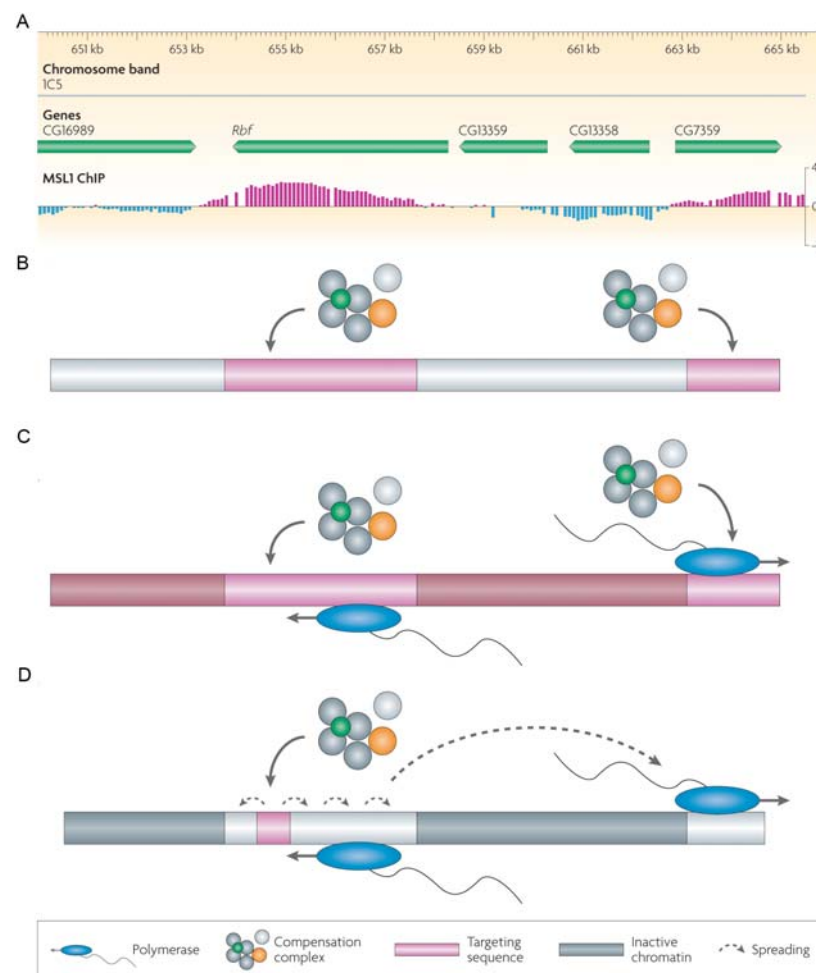 A
651 kb 653 kb 655 kb 657 kb 659 kb 661 kb 663 kb 665 kb
Chromosome band
1C5
Genes
CG16989 Rbf CG13359 CG13358 CG7359
MSL1 ChIP
4
0
B
C
D
Polymerase
Compensation
complex
Targeting
sequence
Inactive
chromatin
Spreading